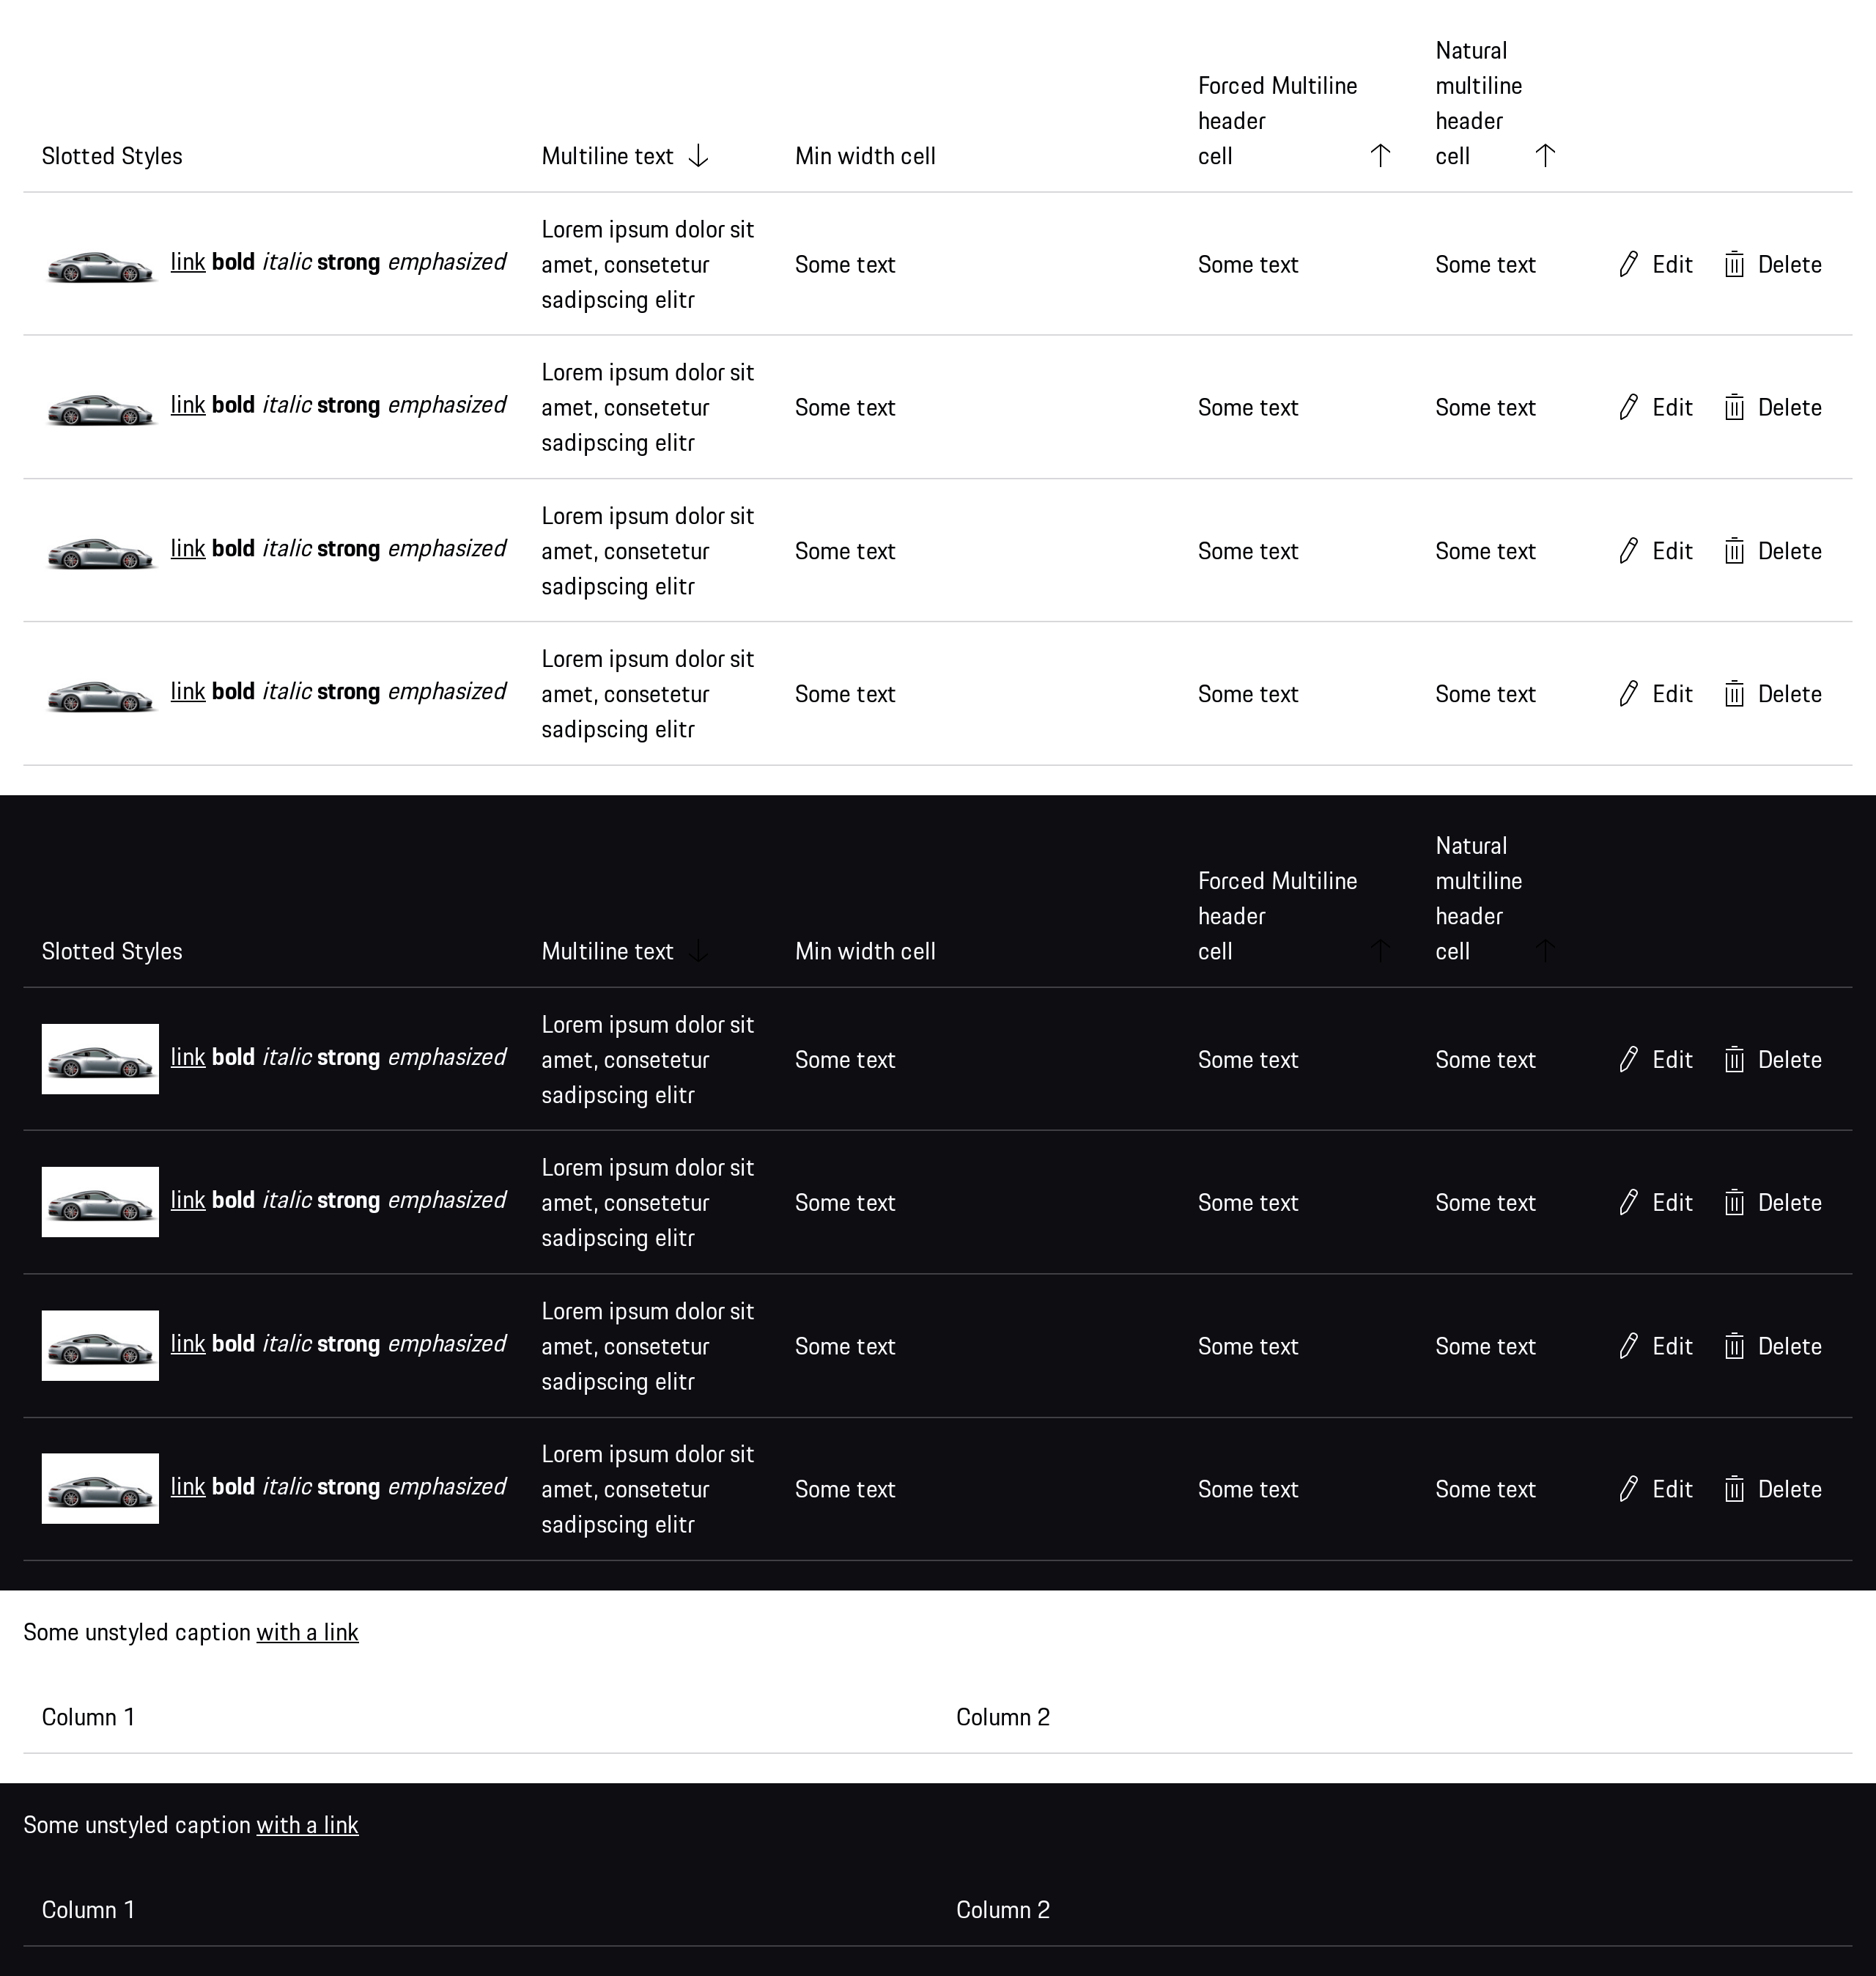 Slotted Styles
Multiline text
Min width cell
Forced Multiline
header
cell
Natural
multiline
header
cell
link bold italic strong emphasized
Lorem ipsum dolor sit
amet, consetetur
sadipscing elitr
Some text
Some text
Some text
Edit
Delete
link bold italic strong emphasized
Lorem ipsum dolor sit
amet, consetetur
sadipscing elitr
Some text
Some text
Some text
Edit
Delete
link bold italic strong emphasized
Lorem ipsum dolor sit
amet, consetetur
sadipscing elitr
Some text
Some text
Some text
Edit
Delete
link bold italic strong emphasized
Lorem ipsum dolor sit
amet, consetetur
sadipscing elitr
Some text
Some text
Some text
Edit
Delete
Slotted Styles
Multiline text
Min width cell
Forced Multiline
header
cell
Natural
multiline
header
cell
link bold italic strong emphasized
Lorem ipsum dolor sit
amet, consetetur
sadipscing elitr
Some text
Some text
Some text
Edit
Delete
link bold italic strong emphasized
Lorem ipsum dolor sit
amet, consetetur
sadipscing elitr
Some text
Some text
Some text
Edit
Delete
link bold italic strong emphasized
Lorem ipsum dolor sit
amet, consetetur
sadipscing elitr
Some text
Some text
Some text
Edit
Delete
link bold italic strong emphasized
Lorem ipsum dolor sit
amet, consetetur
sadipscing elitr
Some text
Some text
Some text
Edit
Delete
Some unstyled caption with a link
Column 1
Column 2
Some unstyled caption with a link
Column 1
Column 2